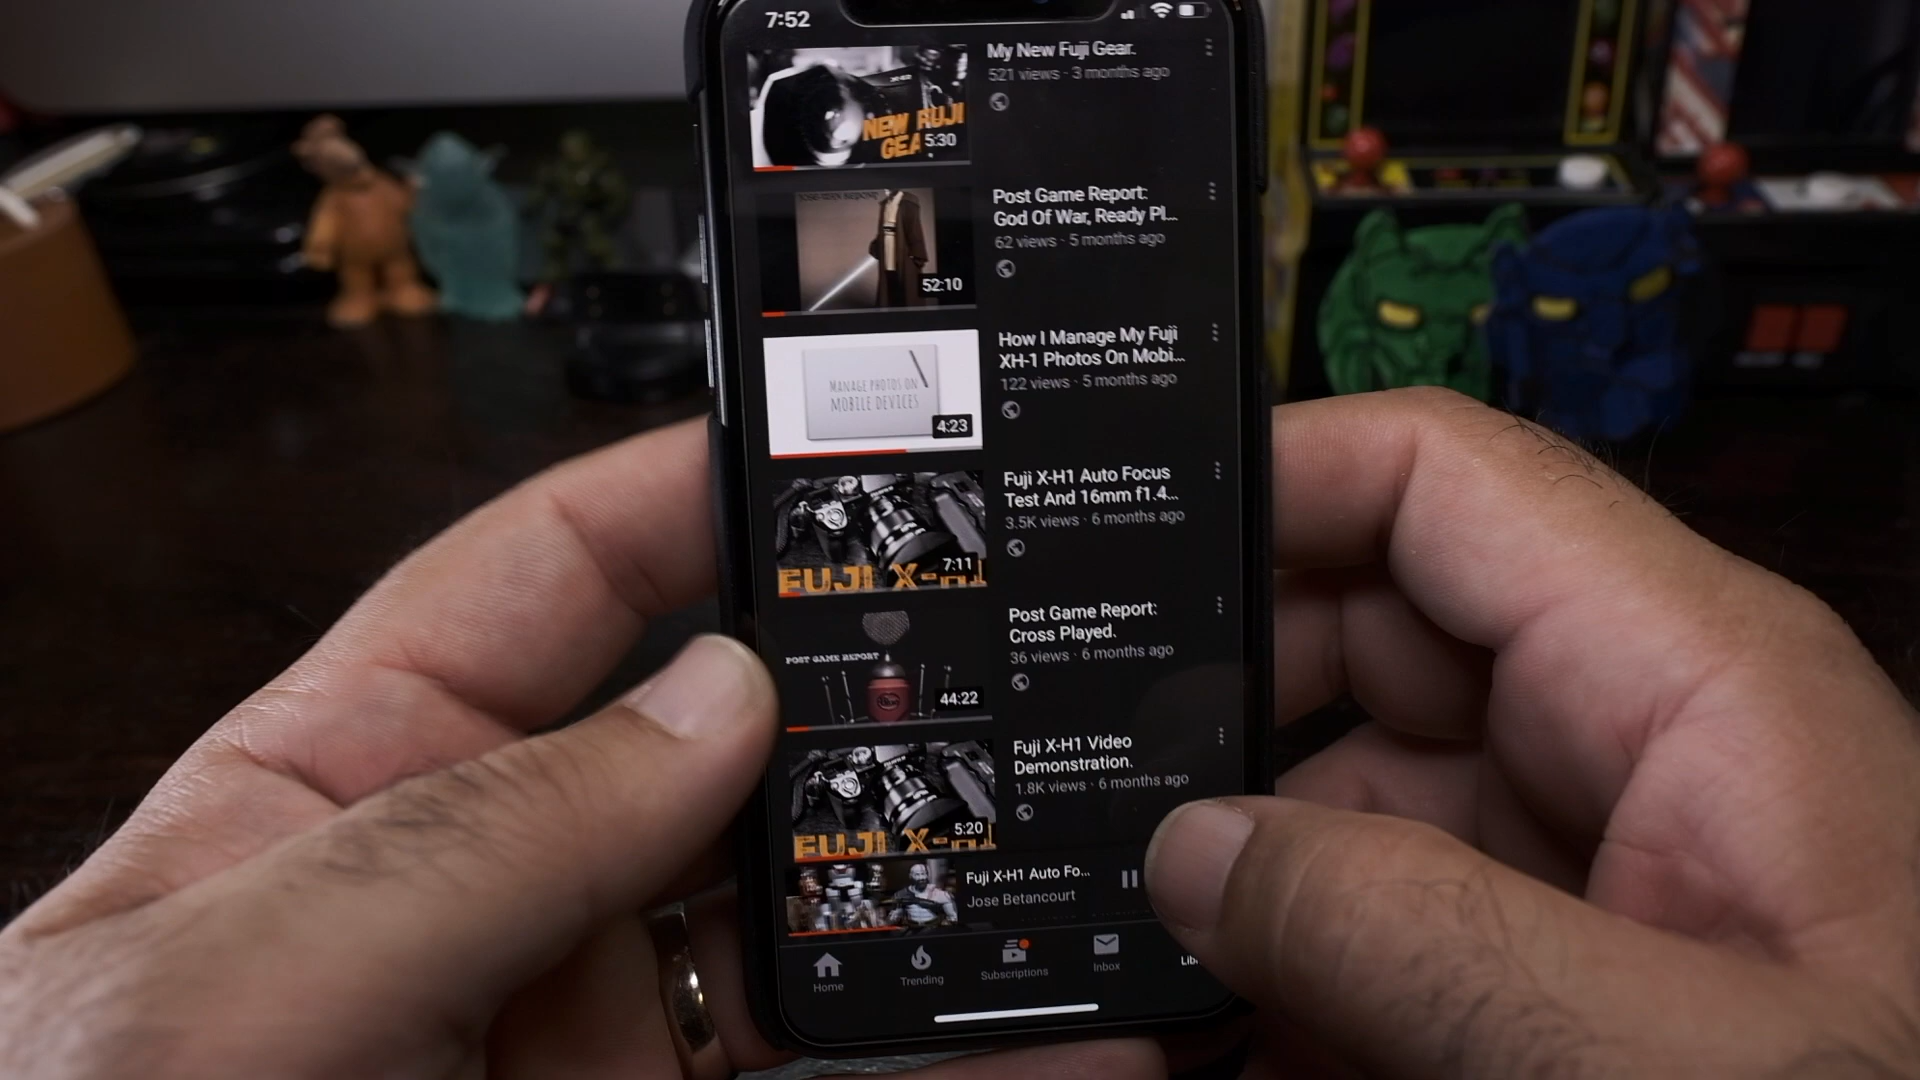 7:52
My New Fuji Gear.
521 views · 3 months ago
NEW FUJI
GEA
5:30
Post Game Report:
God Of War, Ready Pl...
62 views · 5 months ago
52:10
How I Manage My Fuji
XH-1 Photos On Mobi...
122 views · 5 months ago
MANAGE PHOTOS ON
MOBILE DEVICES
4:23
Fuji X-H1 Auto Focus
Test And 16mm f1.4...
3.5K views · 6 months ago
7:11
FUJI X-H1
Post Game Report:
Cross Played.
36 views · 6 months ago
POST GAME REPORT
44:22
Fuji X-H1 Video
Demonstration.
1.8K views · 6 months ago
5:20
FUJI X-H1
Fuji X-H1 Auto Fo...
Jose Betancourt
Home
Trending
Subscriptions
Inbox
Lib